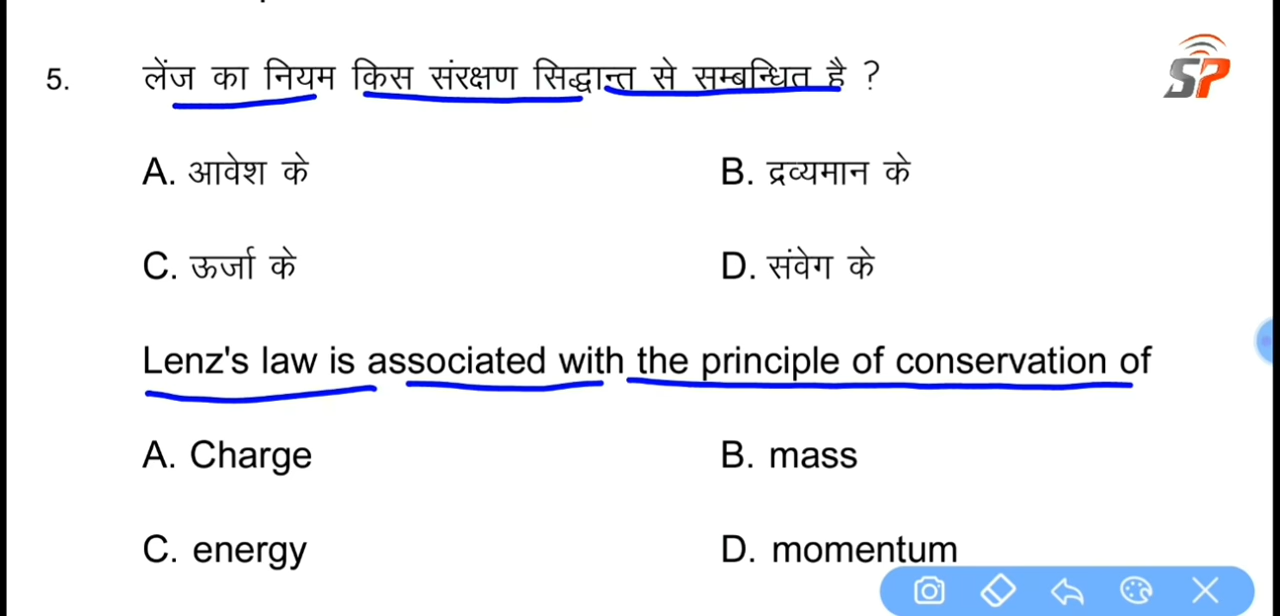 5. लेंज का नियम किस संरक्षण सिद्धान्त से सम्बन्धित है ?
SP
A. आवेश के B. द्रव्यमान के
C. ऊर्जा के D. संवेग के
Lenz's law is associated with the principle of conservation of
A. Charge B. mass
C. energy D. momentum